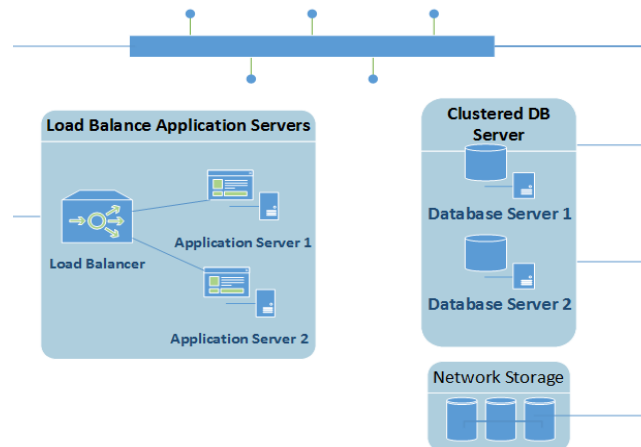 Load Balance Application Servers
Load Balancer
Application Server 1
Application Server 2
Clustered DB
Server
Database Server 1
Database Server 2
Network Storage